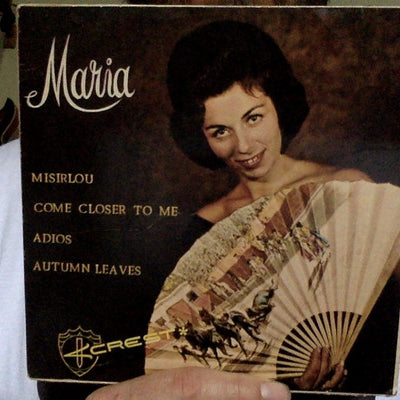 Maria
MISIRLOU
COME CLOSER TO ME
ADIOS
AUTUMN LEAVES
CREST